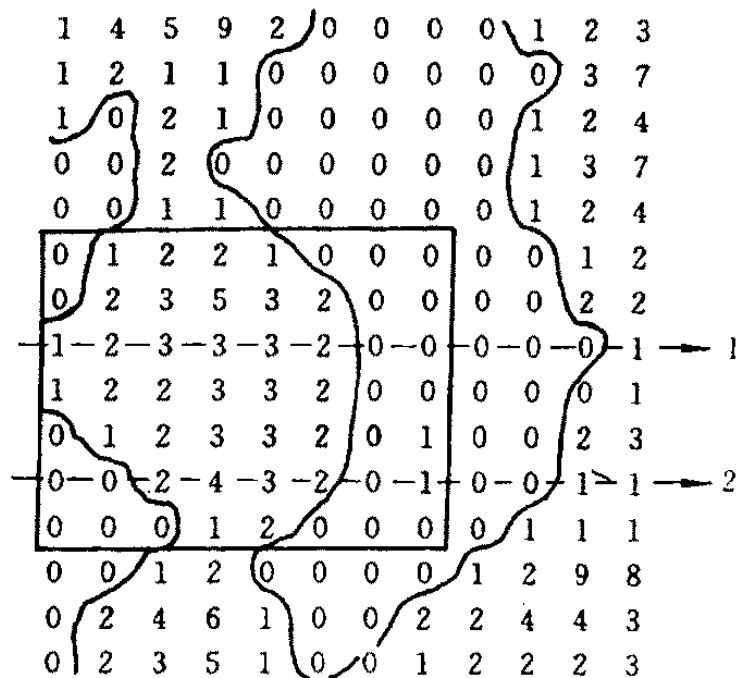 1 4 5 9 2 0 0 0 0 1 2 3
1 2 1 1 0 0 0 0 0 0 3 7
1 0 2 1 0 0 0 0 0 1 2 4
0 0 2 0 0 0 0 0 0 1 3 7
0 0 1 1 0 0 0 0 0 1 2 4
0 1 2 2 1 0 0 0 0 0 1 2
0 2 3 5 3 2 0 0 0 0 2 2
1 2 3 3 3 2 0 0 0 0 0 1 1
1 2 2 3 3 2 0 0 0 0 0 1
0 1 2 3 3 2 0 1 0 0 2 3
0 0 2 4 3 2 0 1 0 0 1 1 2
0 0 0 1 2 0 0 0 0 1 1 1
0 0 1 2 0 0 0 0 1 2 9 8
0 2 4 6 1 0 0 2 2 4 4 3
0 2 3 5 1 0 0 1 2 2 2 3